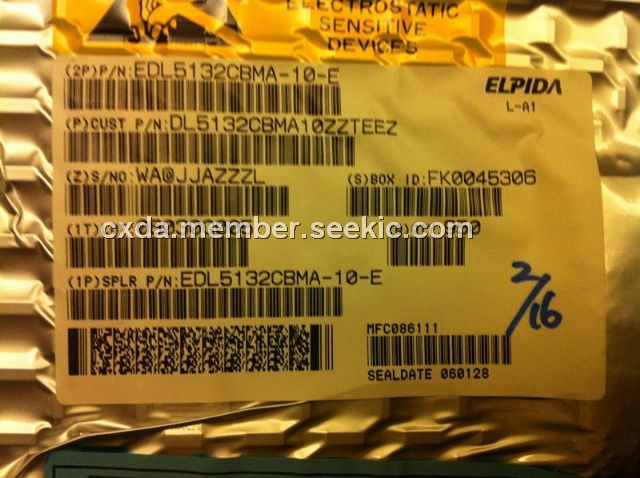 ELECTROSTATIC
SENSITIVE
DEVICES
(2P)P/N: EDL5132CBMA-10-E
ELPIDA
L-A1
(P)CUST P/N: DL5132CBMA10ZZTEEZ
(Z)S/NO: WA@JJAZZZL
(S)BOX ID: FK0045306
(1T)
cxda.member.seekic.com
(1P)SPLR P/N: EDL5132CBMA-10-E
2/16
MFC086111
SEALDATE 060128